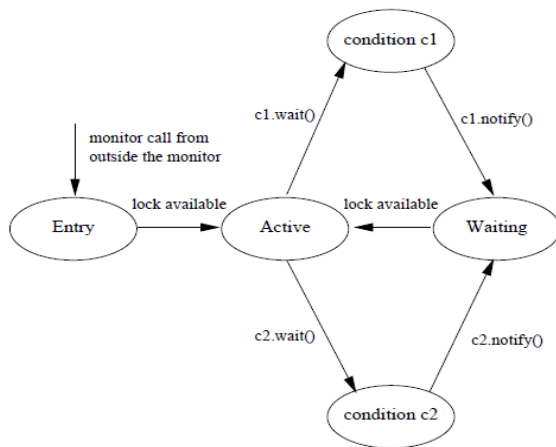 condition c1
c1.wait()
c1.notify()
monitor call from
outside the monitor
lock available
lock available
Entry
Active
Waiting
c2.wait()
c2.notify()
condition c2